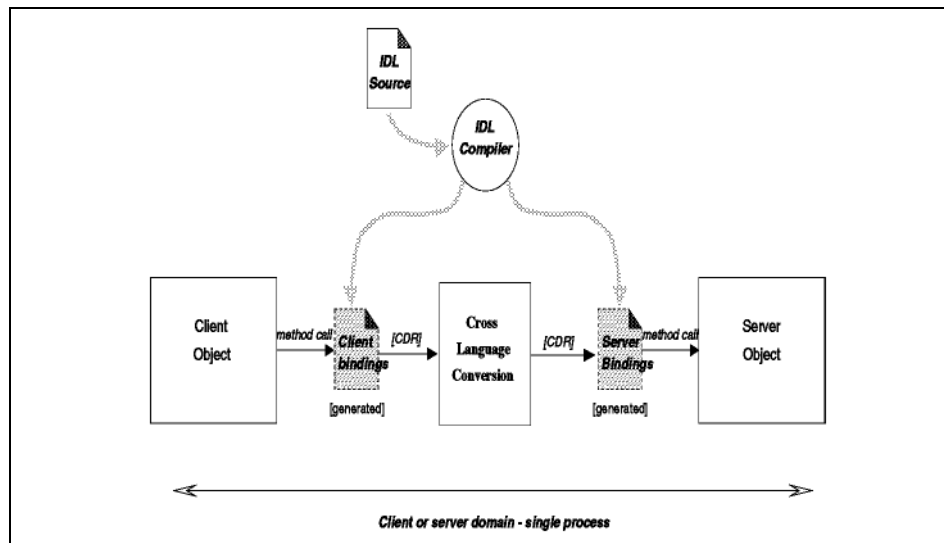 IDL
Source
IDL
Compiler
Client
Object
method call
Client
bindings
[generated]
[CDR]
Cross
Language
Conversion
[CDR]
Server
Bindings
[generated]
method call
Server
Object
Client or server domain - single process